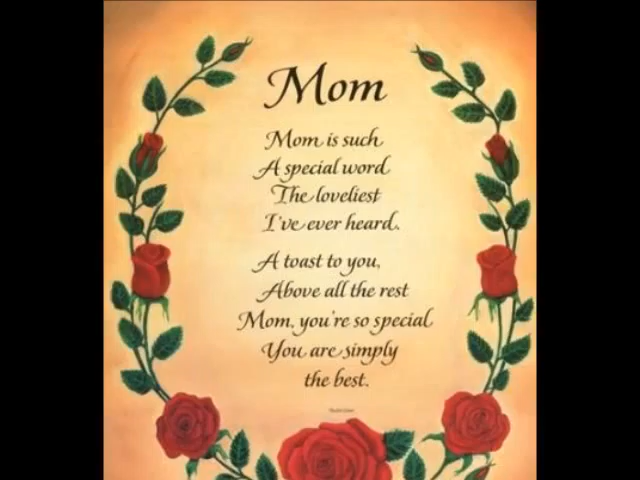 Mom
Mom is such
A special word
The loveliest
I've ever heard.
A toast to you,
Above all the rest
Mom, you're so special
You are simply
the best.